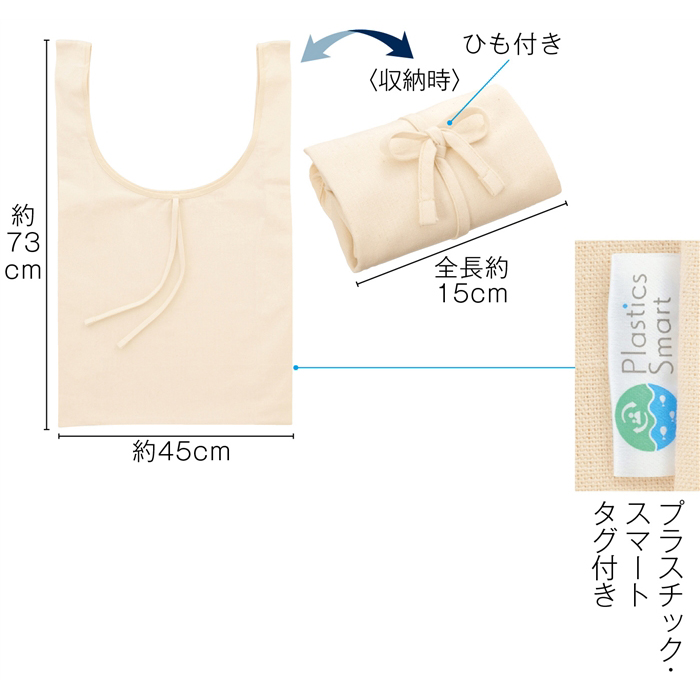 ひも付き
〈収納時〉
約
73
cm
全長約
15cm
約45cm
Plastics
Smart
プラスチック・
スマート
タグ付き